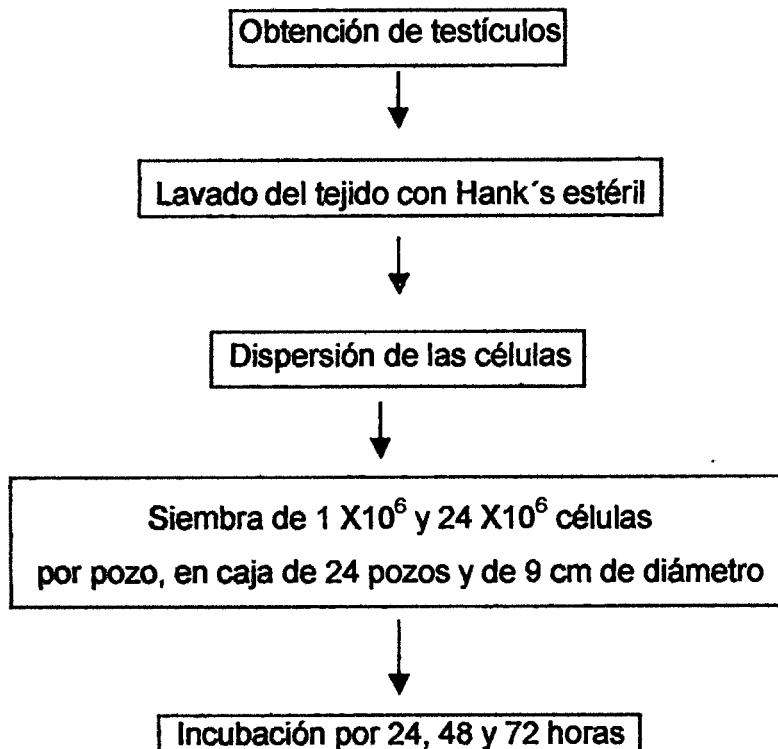 Obtención de testículos
Lavado del tejido con Hank´s estéril
Dispersión de las células
Siembra de 1 X10⁶ y 24 X10⁶ células
por pozo, en caja de 24 pozos y de 9 cm de diámetro
Incubación por 24, 48 y 72 horas